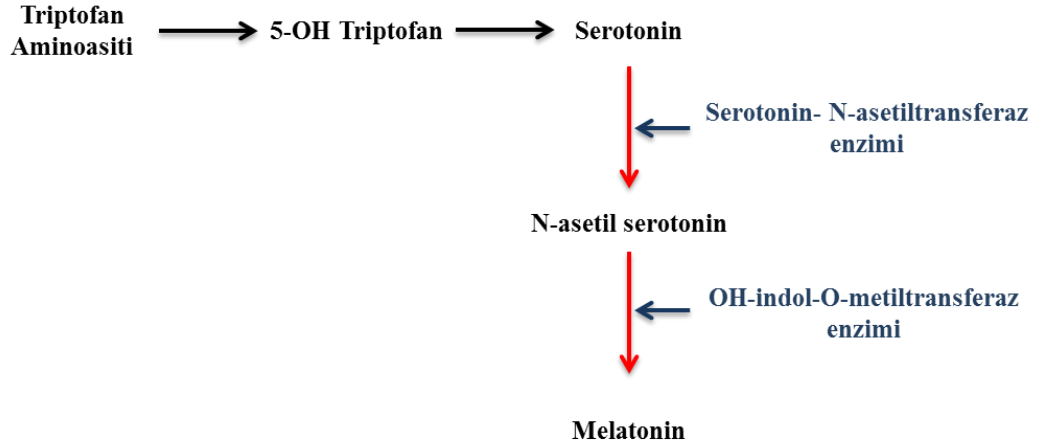 Triptofan
Aminoasiti
5-OH Triptofan
Serotonin
Serotonin- N-asetiltransferaz
enzimi
N-asetil serotonin
OH-indol-O-metiltransferaz
enzimi
Melatonin